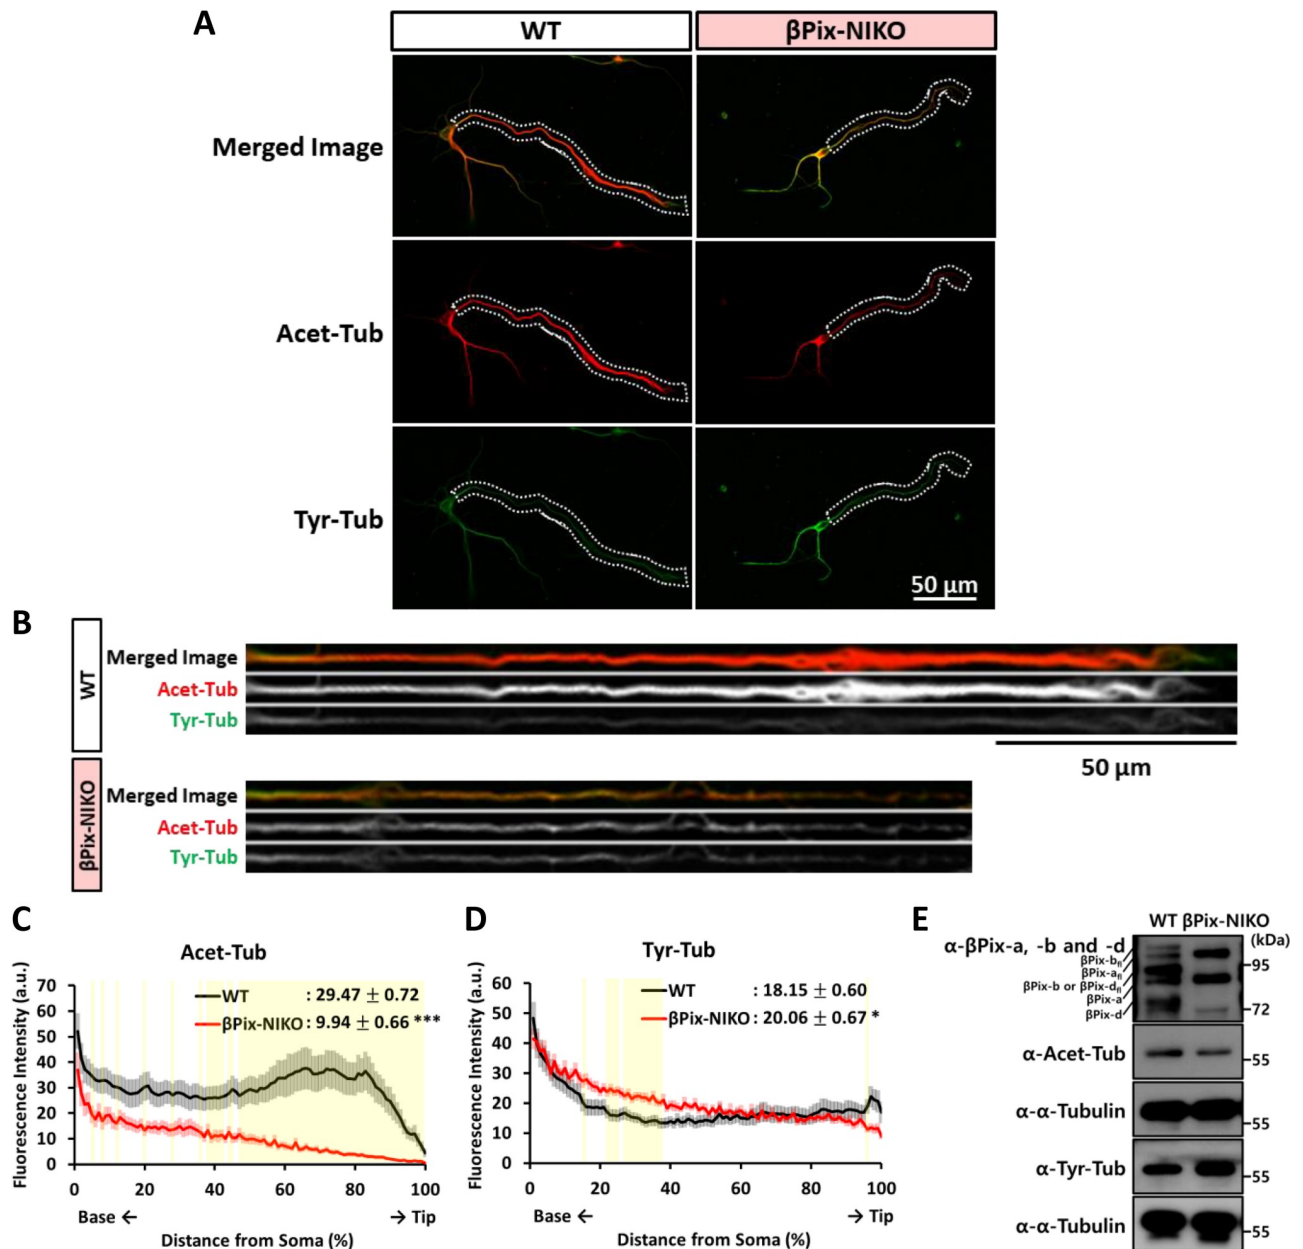 A
WT
βPix-NIKO
Merged Image
Acet-Tub
Tyr-Tub
50 μm
B
WT
Merged Image
Acet-Tub
Tyr-Tub
50 μm
βPix-NIKO
Merged Image
Acet-Tub
Tyr-Tub
C
Acet-Tub
Fluorescence Intensity (a.u.)
70
60
50
40
30
20
10
0
WT : 29.47 ± 0.72
βPix-NIKO : 9.94 ± 0.66 ***
0 20 40 60 80 100
Base ← → Tip
Distance from Soma (%)
D
Tyr-Tub
Fluorescence Intensity (a.u.)
60
50
40
30
20
10
0
WT : 18.15 ± 0.60
βPix-NIKO : 20.06 ± 0.67 *
0 20 40 60 80 100
Base ← → Tip
Distance from Soma (%)
E
WT βPix-NIKO
(kDa)
α-βPix-a, -b and -d
βPix-bfl
βPix-afl
βPix-b or βPix-dfl
βPix-a
βPix-d
95
72
α-Acet-Tub
55
α-α-Tubulin
55
α-Tyr-Tub
55
α-α-Tubulin
55